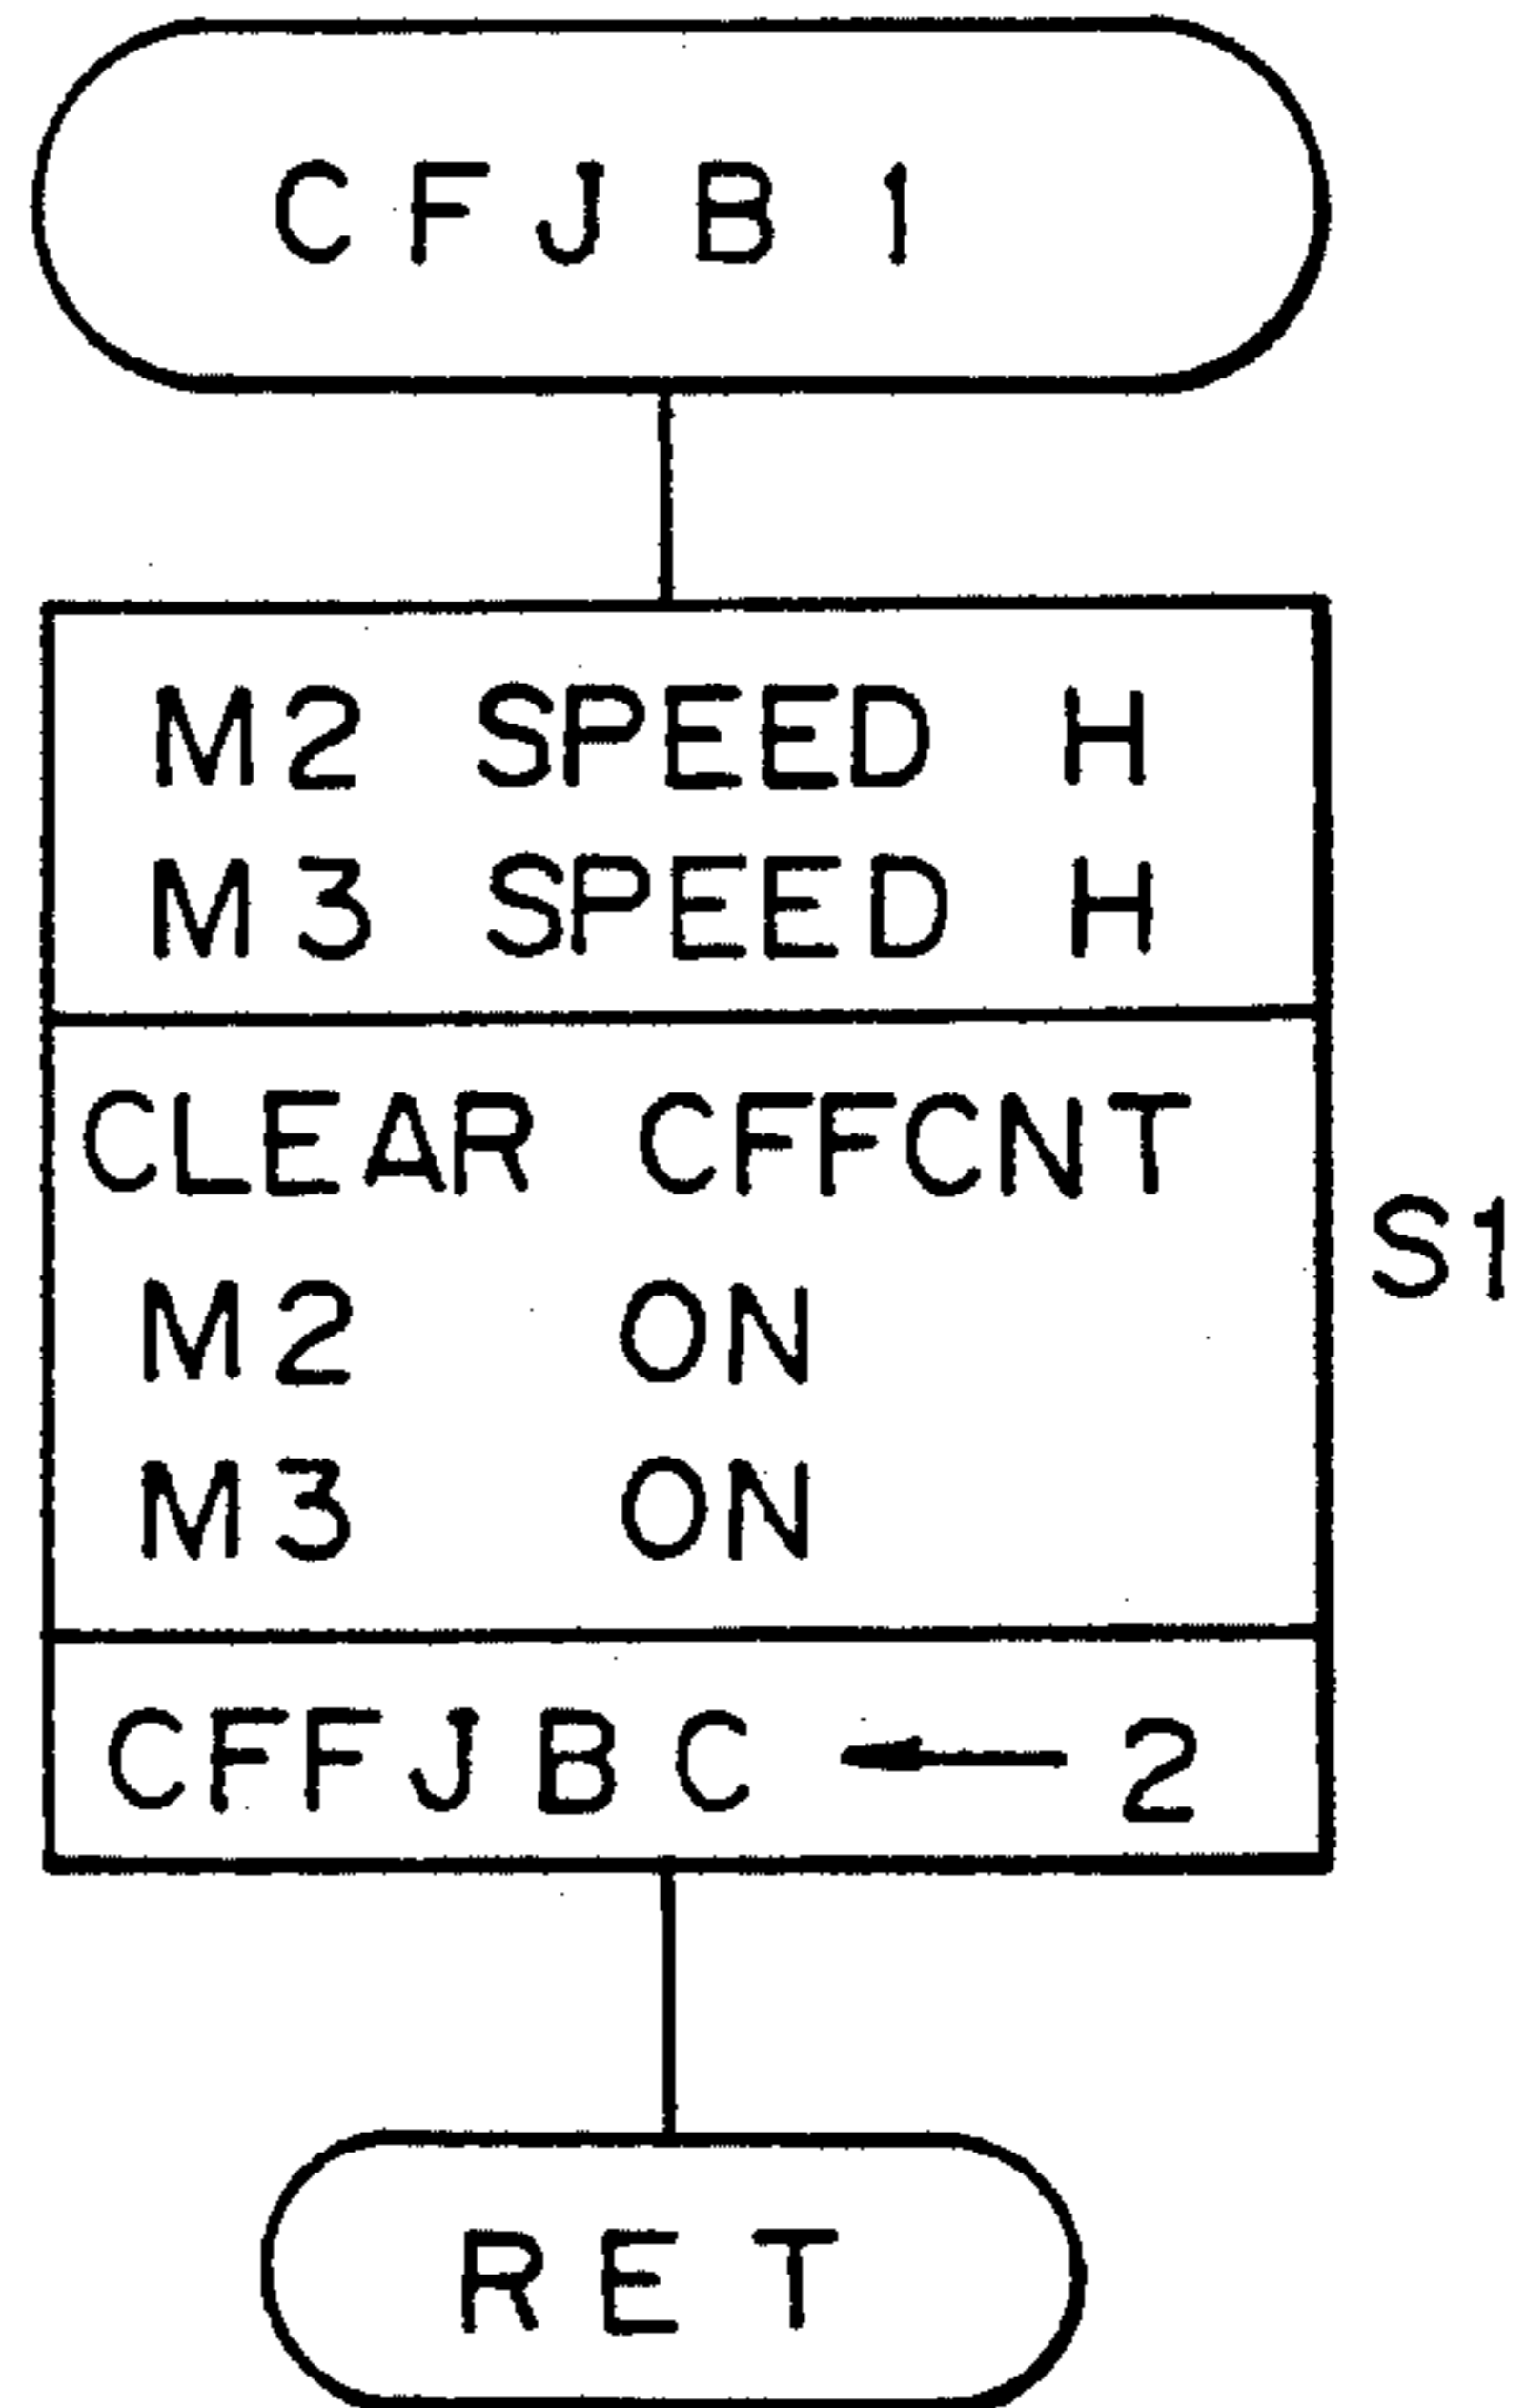 CFJB1
M2 SPEED H
M3 SPEED H
CLEAR CFFCNT
M2 ON
M3 ON
S1
CFFJBC ← 2
RET